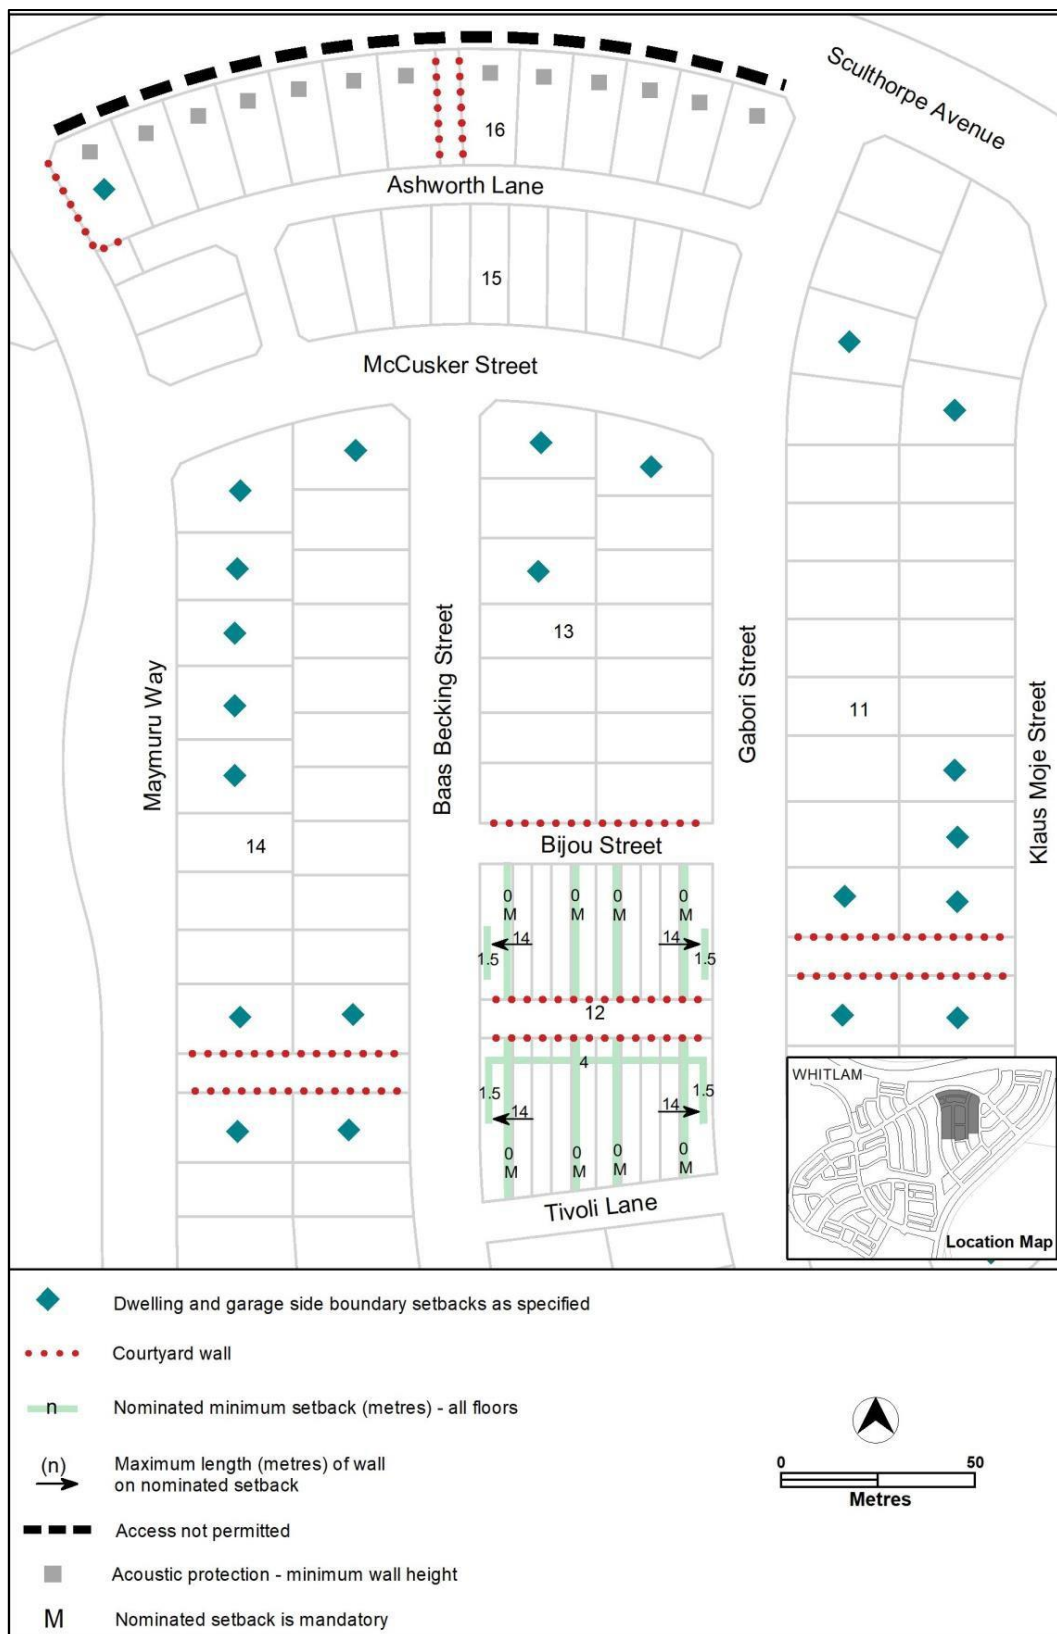 Sculthorpe Avenue
16
Ashworth Lane
15
McCusker Street
13
Maymuru Way
Baas Becking Street
Gabori Street
11
Klaus Moje Street
14
Bijou Street
0 0 0 0
M M M M
14 14
1.5 1.5
12
4
1.5 1.5
14 14
0 0 0 0
M M M M
Tivoli Lane
WHITLAM
Location Map
Dwelling and garage side boundary setbacks as specified
Courtyard wall
n Nominated minimum setback (metres) - all floors
(n) Maximum length (metres) of wall
on nominated setback
Access not permitted
Acoustic protection - minimum wall height
M Nominated setback is mandatory
0 50
Metres